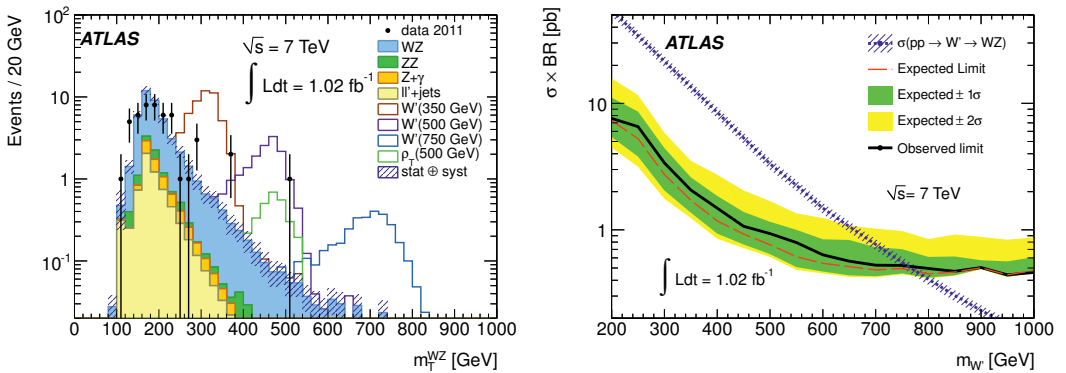 Events / 20 GeV
10²
10
1
10⁻¹
ATLAS
√s = 7 TeV
∫ Ldt = 1.02 fb⁻¹
data 2011
WZ
ZZ
Z+γ
ll'+jets
W'(350 GeV)
W'(500 GeV)
W'(750 GeV)
ρT(500 GeV)
stat ⊕ syst
0 100 200 300 400 500 600 700 800 900 1000
m_T^WZ [GeV]
σ × BR [pb]
10
1
ATLAS
σ(pp → W' → WZ)
Expected Limit
Expected ± 1σ
Expected ± 2σ
Observed limit
√s = 7 TeV
∫ Ldt = 1.02 fb⁻¹
200 300 400 500 600 700 800 900 1000
m_W' [GeV]